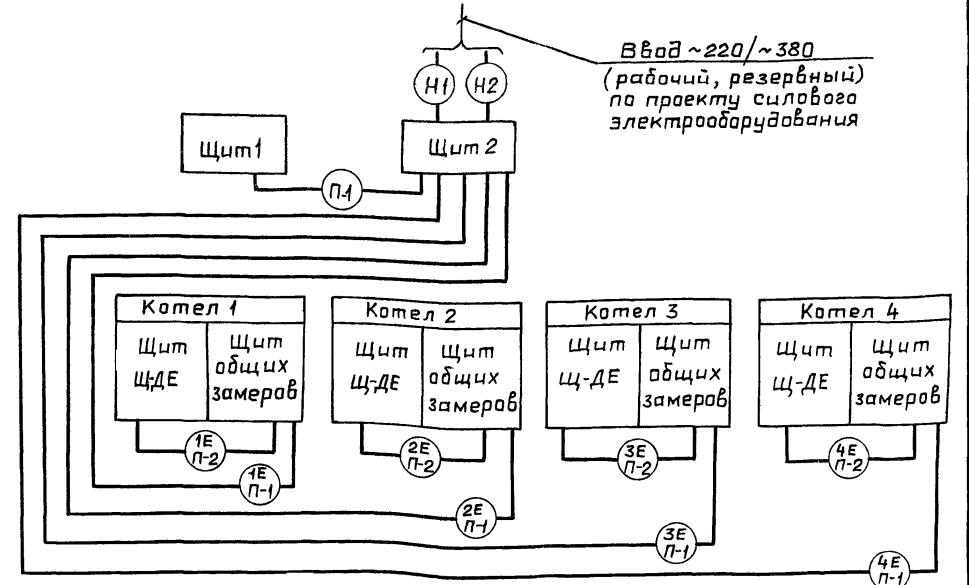 Ввод ~220/~380
(рабочий, резервный)
по проекту силового
электрооборудования
Н1
Н2
Щит 1
Щит 2
П-1
Котел 1
Щит
Щ-ДЕ
Щит
общих
замеров
Котел 2
Щит
Щ-ДЕ
Щит
общих
замеров
Котел 3
Щит
Щ-ДЕ
Щит
общих
замеров
Котел 4
Щит
Щ-ДЕ
Щит
общих
замеров
1Е
П-2
2Е
П-2
3Е
П-2
4Е
П-2
1Е
П-1
2Е
П-1
3Е
П-1
4Е
П-1